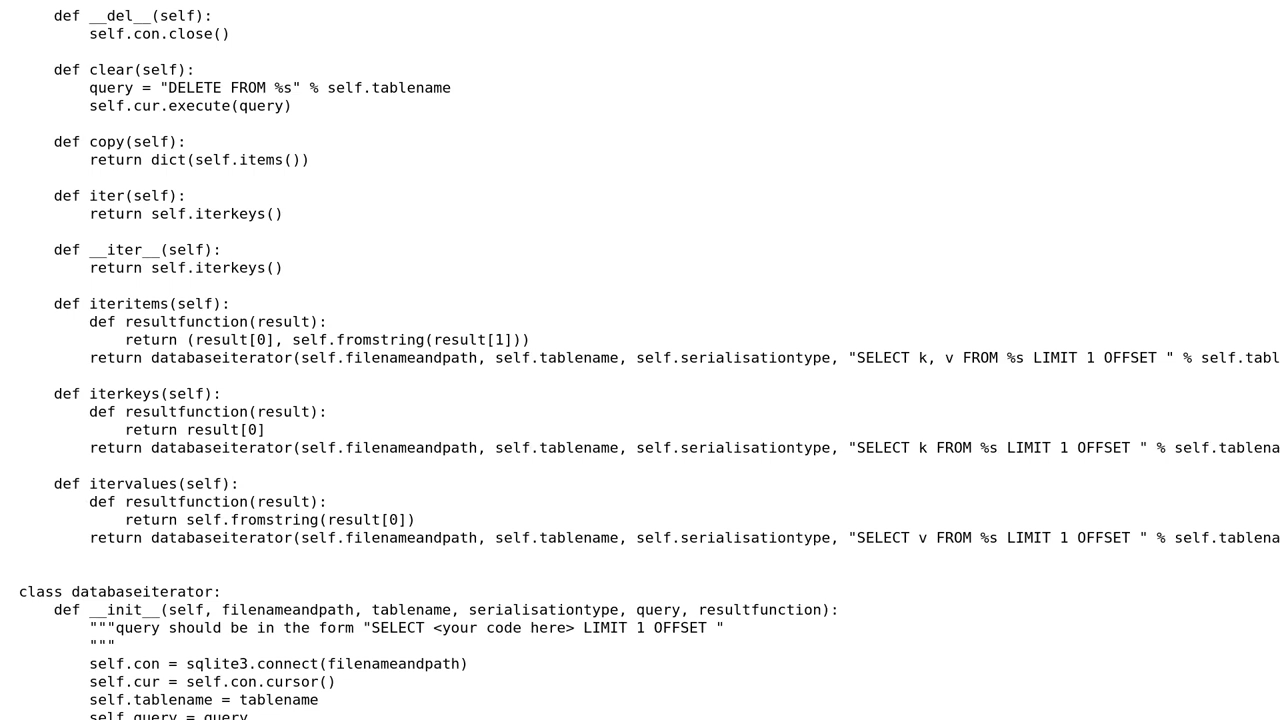 def __del__(self):
        self.con.close()

    def clear(self):
        query = "DELETE FROM %s" % self.tablename
        self.cur.execute(query)

    def copy(self):
        return dict(self.items())

    def iter(self):
        return self.iterkeys()

    def __iter__(self):
        return self.iterkeys()

    def iteritems(self):
        def resultfunction(result):
            return (result[0], self.fromstring(result[1]))
        return databaseiterator(self.filenameandpath, self.tablename, self.serialisationtype, "SELECT k, v FROM %s LIMIT 1 OFFSET " % self.tabl

    def iterkeys(self):
        def resultfunction(result):
            return result[0]
        return databaseiterator(self.filenameandpath, self.tablename, self.serialisationtype, "SELECT k FROM %s LIMIT 1 OFFSET " % self.tablena

    def itervalues(self):
        def resultfunction(result):
            return self.fromstring(result[0])
        return databaseiterator(self.filenameandpath, self.tablename, self.serialisationtype, "SELECT v FROM %s LIMIT 1 OFFSET " % self.tablena


class databaseiterator:
    def __init__(self, filenameandpath, tablename, serialisationtype, query, resultfunction):
        """query should be in the form "SELECT <your code here> LIMIT 1 OFFSET "
        """
        self.con = sqlite3.connect(filenameandpath)
        self.cur = self.con.cursor()
        self.tablename = tablename
        self.query = query